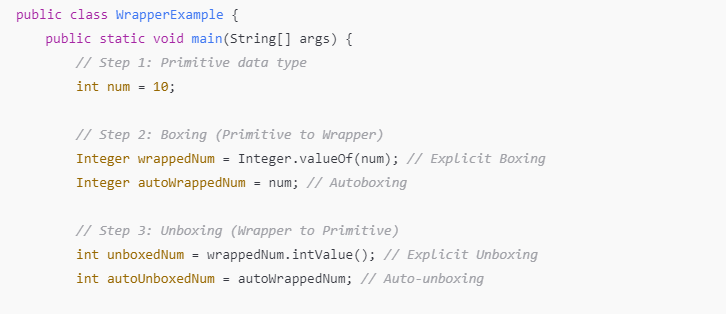 public class WrapperExample {
    public static void main(String[] args) {
        // Step 1: Primitive data type
        int num = 10;

        // Step 2: Boxing (Primitive to Wrapper)
        Integer wrappedNum = Integer.valueOf(num); // Explicit Boxing
        Integer autoWrappedNum = num; // Autoboxing

        // Step 3: Unboxing (Wrapper to Primitive)
        int unboxedNum = wrappedNum.intValue(); // Explicit Unboxing
        int autoUnboxedNum = autoWrappedNum; // Auto-unboxing